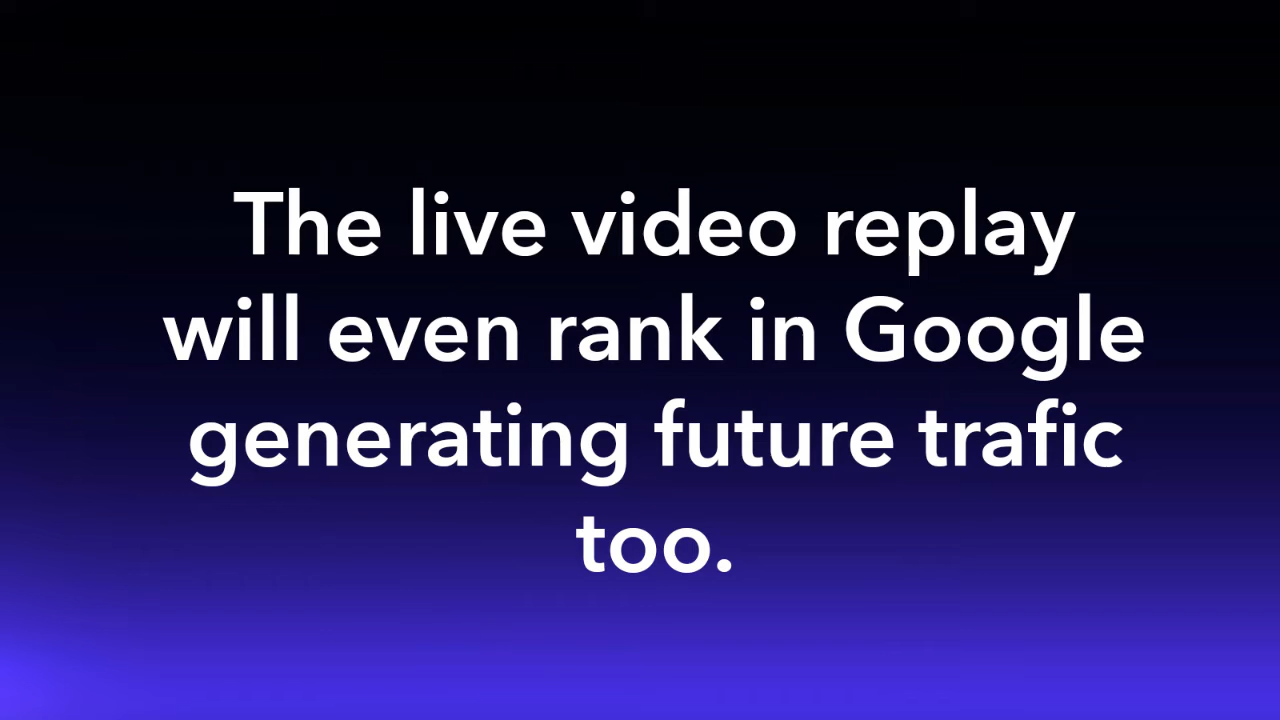 The live video replay
will even rank in Google
generating future trafic
too.